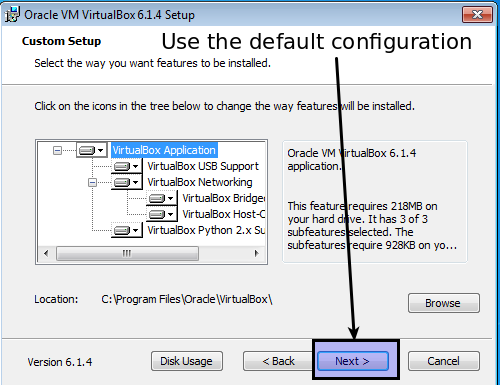 Oracle VM VirtualBox 6.1.4 Setup
Custom Setup
Use the default configuration
Select the way you want features to be installed.
Click on the icons in the tree below to change the way features will be installed.
VirtualBox Application
VirtualBox USB Support
VirtualBox Networking
VirtualBox Bridge
VirtualBox Host-O
VirtualBox Python 2.x Su
Oracle VM VirtualBox 6.1.4
application.
This feature requires 218MB on
your hard drive. It has 3 of 3
subfeatures selected. The
subfeatures require 928KB on yo...
Location: C:\Program Files\Oracle\VirtualBox\
Browse
Version 6.1.4
Disk Usage
< Back
Next >
Cancel